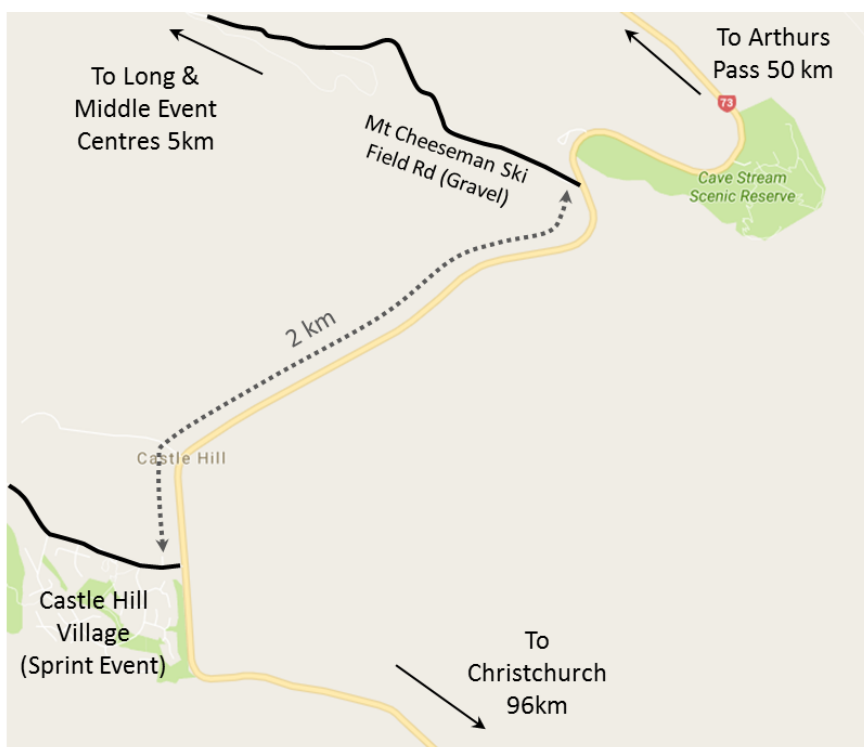 To Long &
Middle Event
Centres 5km
To Arthurs
Pass 50 km
73
Mt Cheeseman Ski
Field Rd (Gravel)
Cave Stream
Scenic Reserve
2 km
Castle Hill
Castle Hill
Village
(Sprint Event)
To
Christchurch
96km